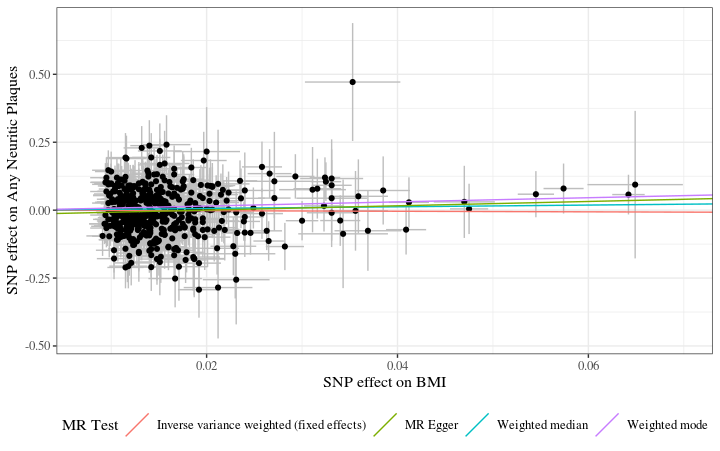 SNP effect on Any Neuritic Plaques
0.50
0.25
0.00
-0.25
-0.50
0.02 0.04 0.06
SNP effect on BMI
MR Test Inverse variance weighted (fixed effects) MR Egger Weighted median Weighted mode